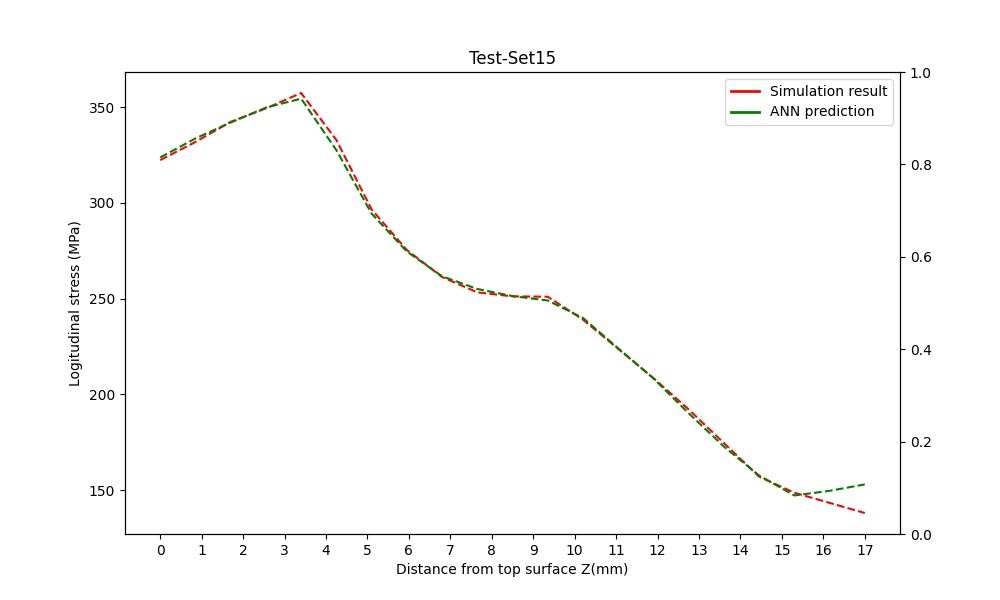 Test-Set15
Simulation result
ANN prediction
350
300
250
200
150
Logitudinal stress (MPa)
1.0
0.8
0.6
0.4
0.2
0.0
0 1 2 3 4 5 6 7 8 9 10 11 12 13 14 15 16 17
Distance from top surface Z(mm)